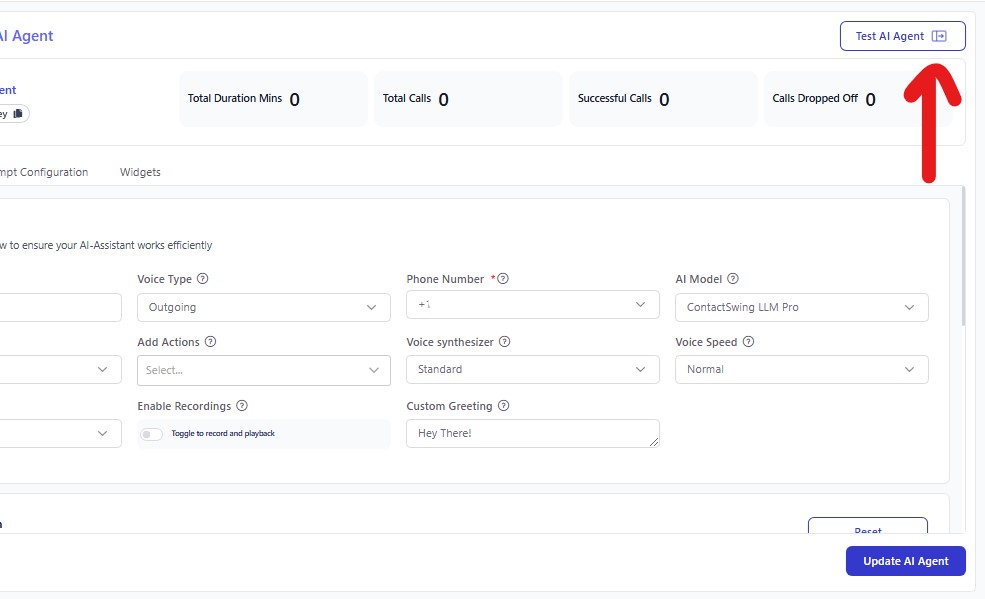 AI Agent
Test AI Agent
Total Duration Mins 0
Total Calls 0
Successful Calls 0
Calls Dropped Off 0
Configuration
Widgets
to ensure your AI-Assistant works efficiently
Voice Type
Phone Number *
AI Model
Outgoing
+1
ContactSwing LLM Pro
Add Actions
Voice synthesizer
Voice Speed
Select...
Standard
Normal
Enable Recordings
Custom Greeting
Toggle to record and playback
Hey There!
Reset
Update AI Agent